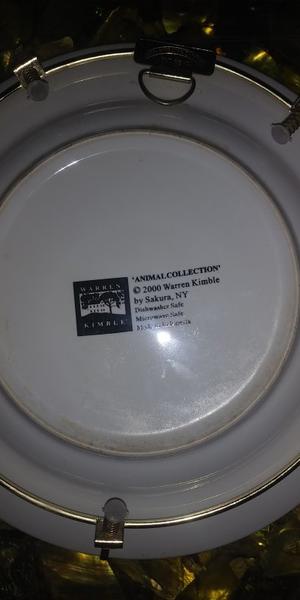 WARREN
KIMBLE
'ANIMAL COLLECTION'
© 2000 Warren Kimble
by Sakura, NY
Dishwasher Safe
Microwave Safe